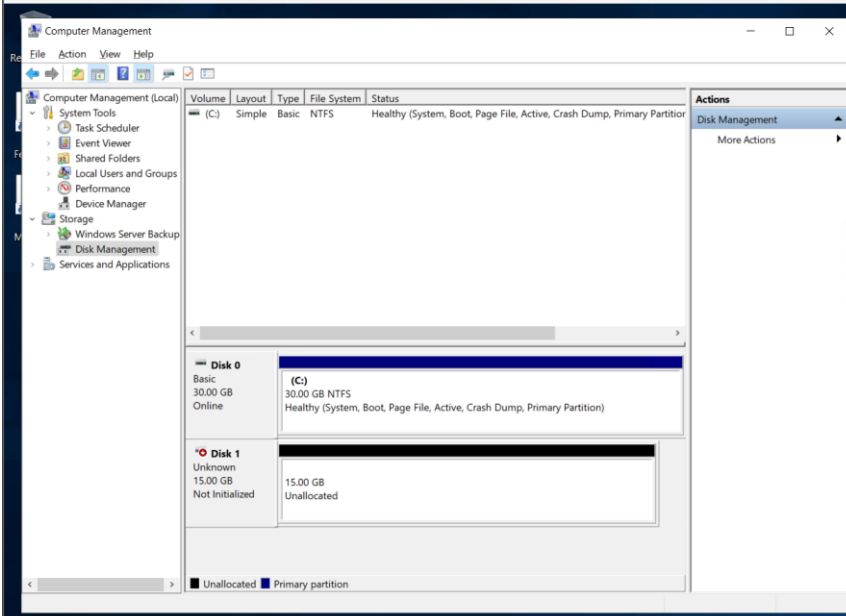 Computer Management
File Action View Help
Computer Management (Local)
System Tools
Task Scheduler
Event Viewer
Shared Folders
Local Users and Groups
Performance
Device Manager
Storage
Windows Server Backup
Disk Management
Services and Applications
Volume Layout Type File System Status
(C:) Simple Basic NTFS Healthy (System, Boot, Page File, Active, Crash Dump, Primary Partition
Actions
Disk Management
More Actions
Disk 0
Basic
30.00 GB
Online
(C:)
30.00 GB NTFS
Healthy (System, Boot, Page File, Active, Crash Dump, Primary Partition)
Disk 1
Unknown
15.00 GB
Not Initialized
15.00 GB
Unallocated
Unallocated Primary partition